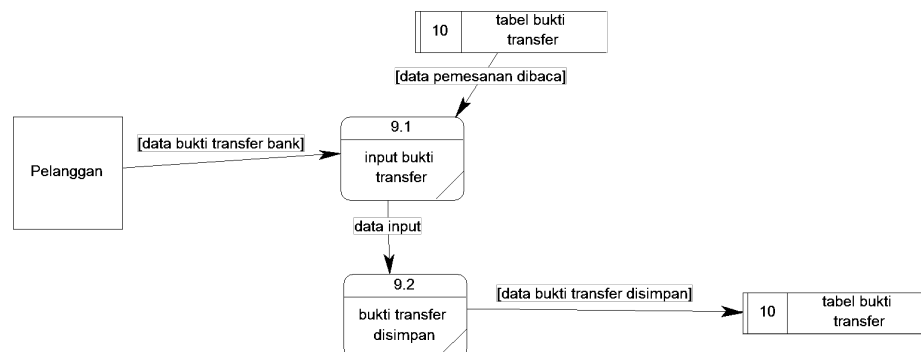 10
tabel bukti
transfer
[data pemesanan dibaca]
9.1
[data bukti transfer bank]
Pelanggan
input bukti
transfer
data input
9.2
[data bukti transfer disimpan]
bukti transfer
disimpan
10
tabel bukti
transfer